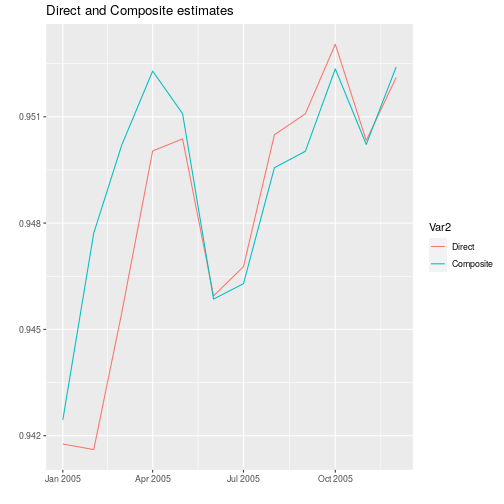 Direct and Composite estimates
0.951
0.948
0.945
0.942
Jan 2005 Apr 2005 Jul 2005 Oct 2005
Var2
Direct
Composite